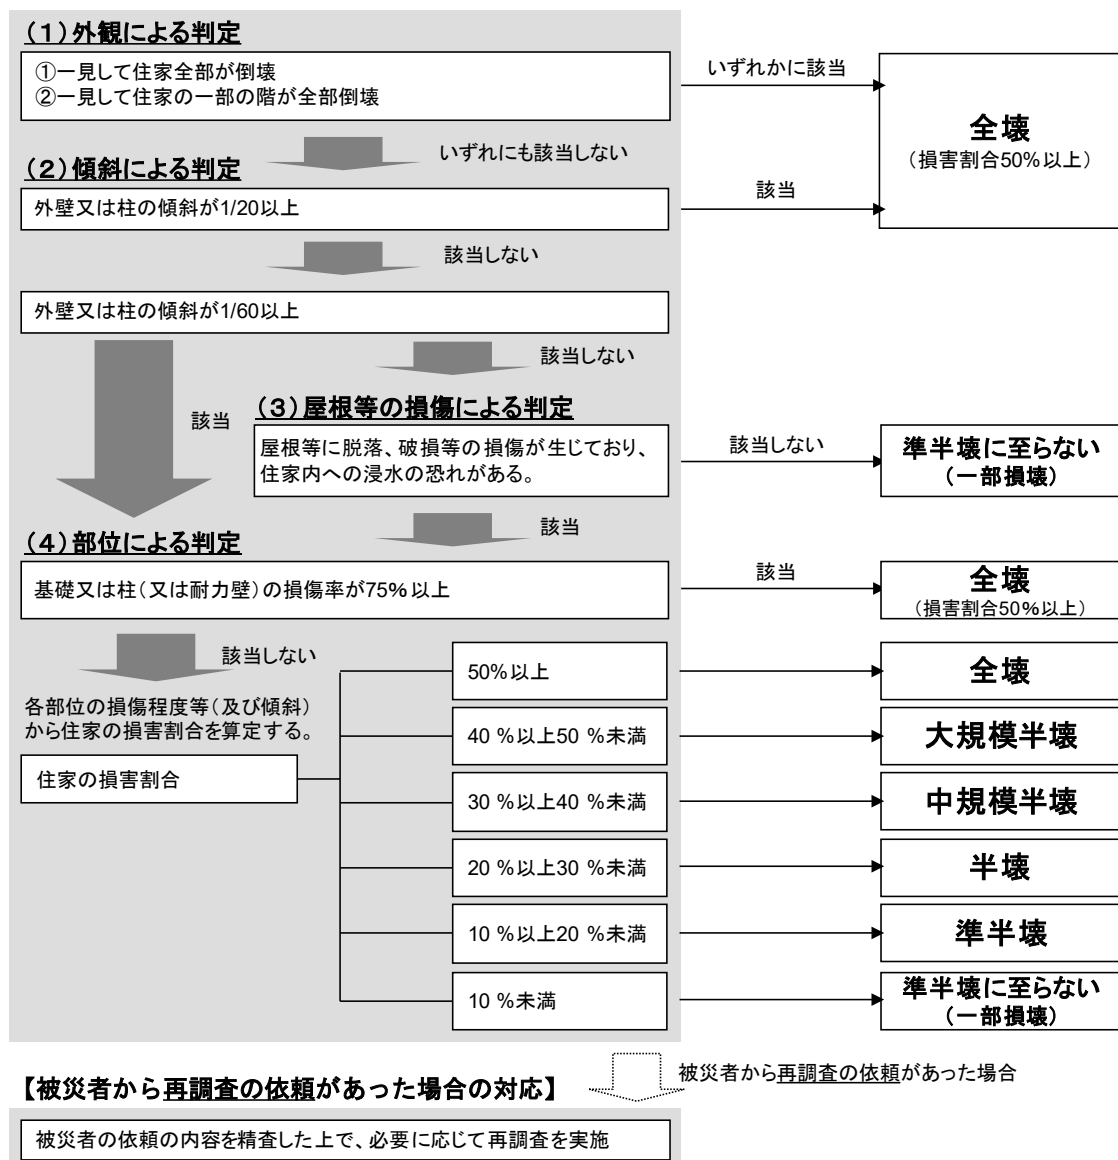 (1)外観による判定
①一見して住家全部が倒壊
②一見して住家の一部の階が全部倒壊
いずれかに該当
全壊
(損害割合50%以上)
いずれにも該当しない
(2)傾斜による判定
外壁又は柱の傾斜が1/20以上
該当
該当しない
外壁又は柱の傾斜が1/60以上
該当しない
該当
(3)屋根等の損傷による判定
屋根等に脱落、破損等の損傷が生じており、
住家内への浸水の恐れがある。
該当しない
準半壊に至らない
(一部損壊)
該当
(4)部位による判定
基礎又は柱(又は耐力壁)の損傷率が75%以上
該当
全壊
(損害割合50%以上)
該当しない
各部位の損傷程度等(及び傾斜)
から住家の損害割合を算定する。
住家の損害割合
50%以上
全壊
40 %以上50 %未満
大規模半壊
30 %以上40 %未満
中規模半壊
20 %以上30 %未満
半壊
10 %以上20 %未満
準半壊
10 %未満
準半壊に至らない
(一部損壊)
【被災者から再調査の依頼があった場合の対応】
被災者から再調査の依頼があった場合
被災者の依頼の内容を精査した上で、必要に応じて再調査を実施